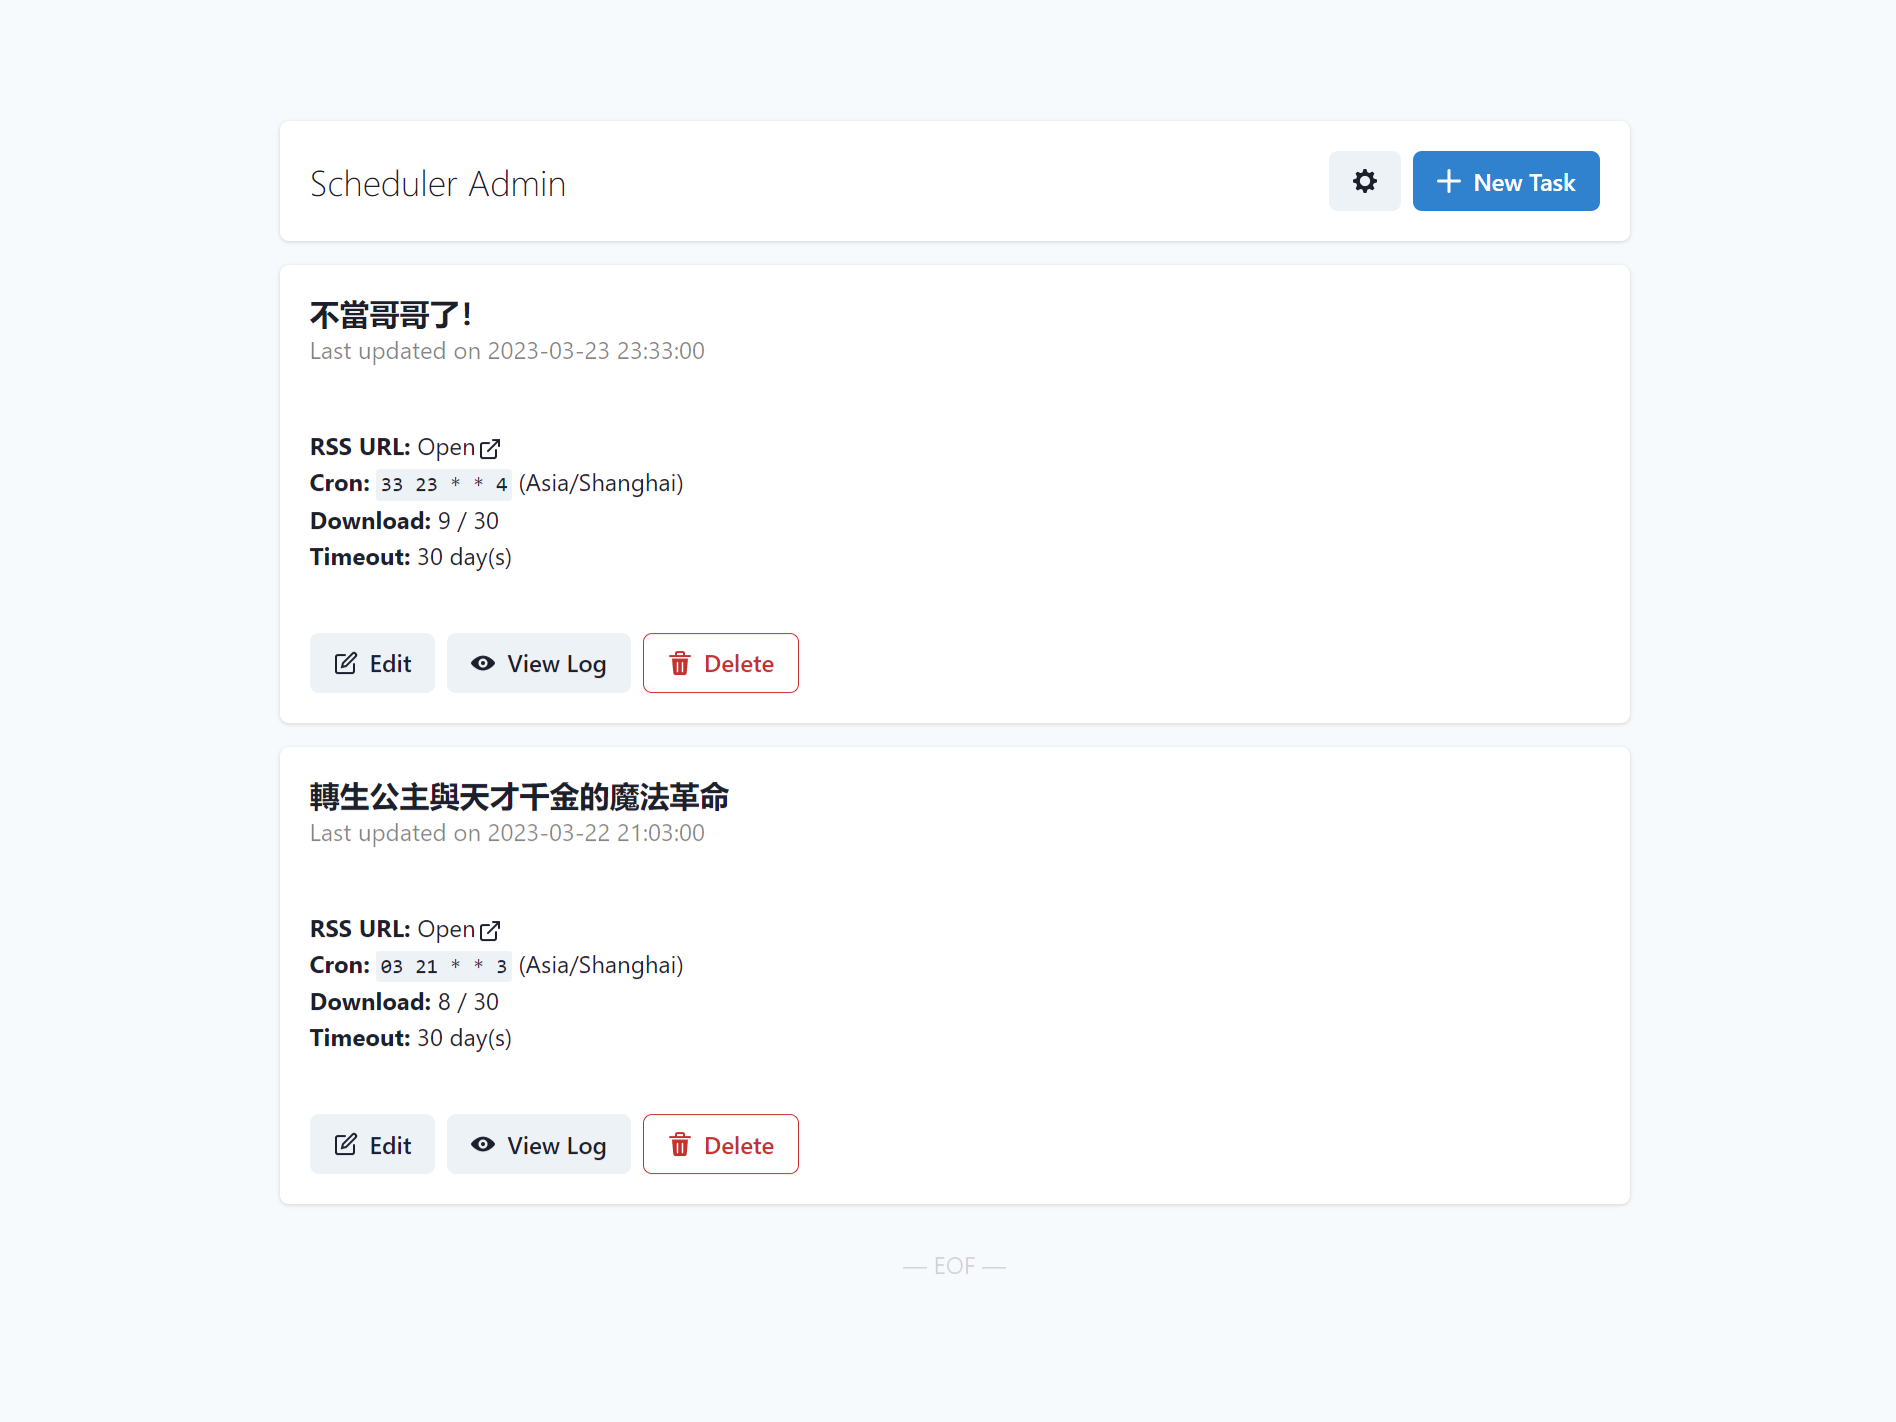 Scheduler Admin
New Task
不當哥哥了!
Last updated on 2023-03-23 23:33:00
RSS URL: Open
Cron: 33 23 * * 4 (Asia/Shanghai)
Download: 9 / 30
Timeout: 30 day(s)
Edit View Log Delete
轉生公主與天才千金的魔法革命
Last updated on 2023-03-22 21:03:00
RSS URL: Open
Cron: 03 21 * * 3 (Asia/Shanghai)
Download: 8 / 30
Timeout: 30 day(s)
Edit View Log Delete
— EOF —